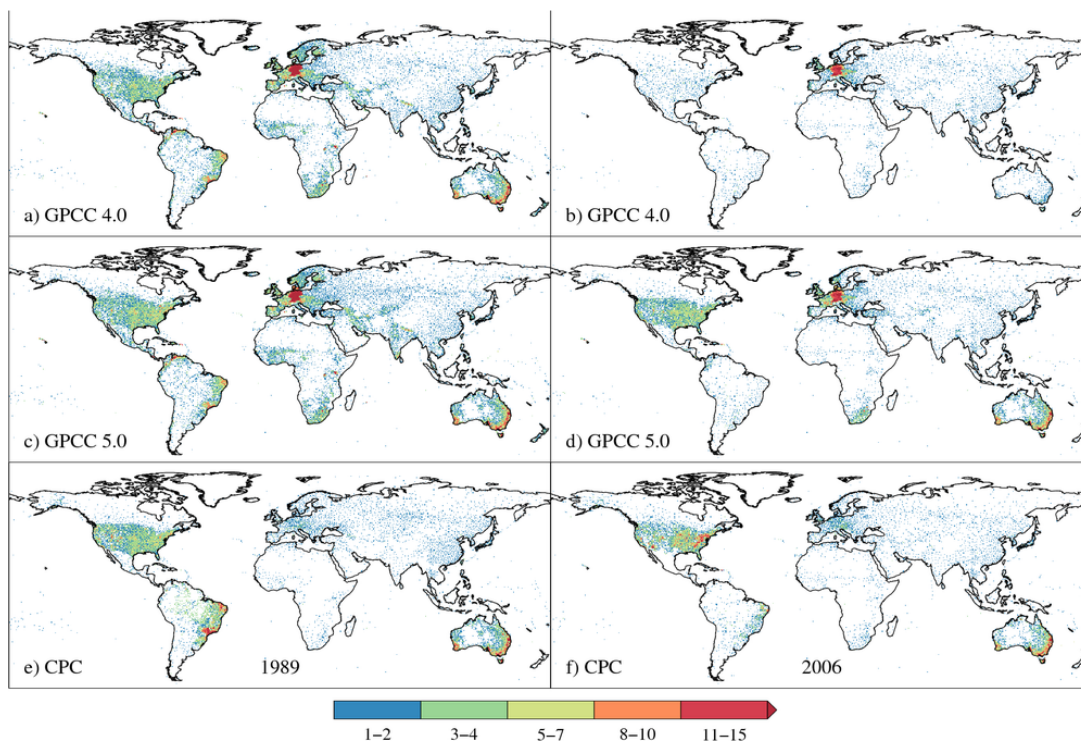 a) GPCC 4.0
b) GPCC 4.0
c) GPCC 5.0
d) GPCC 5.0
e) CPC
1989
f) CPC
2006
1−2
3−4
5−7
8−10
11−15